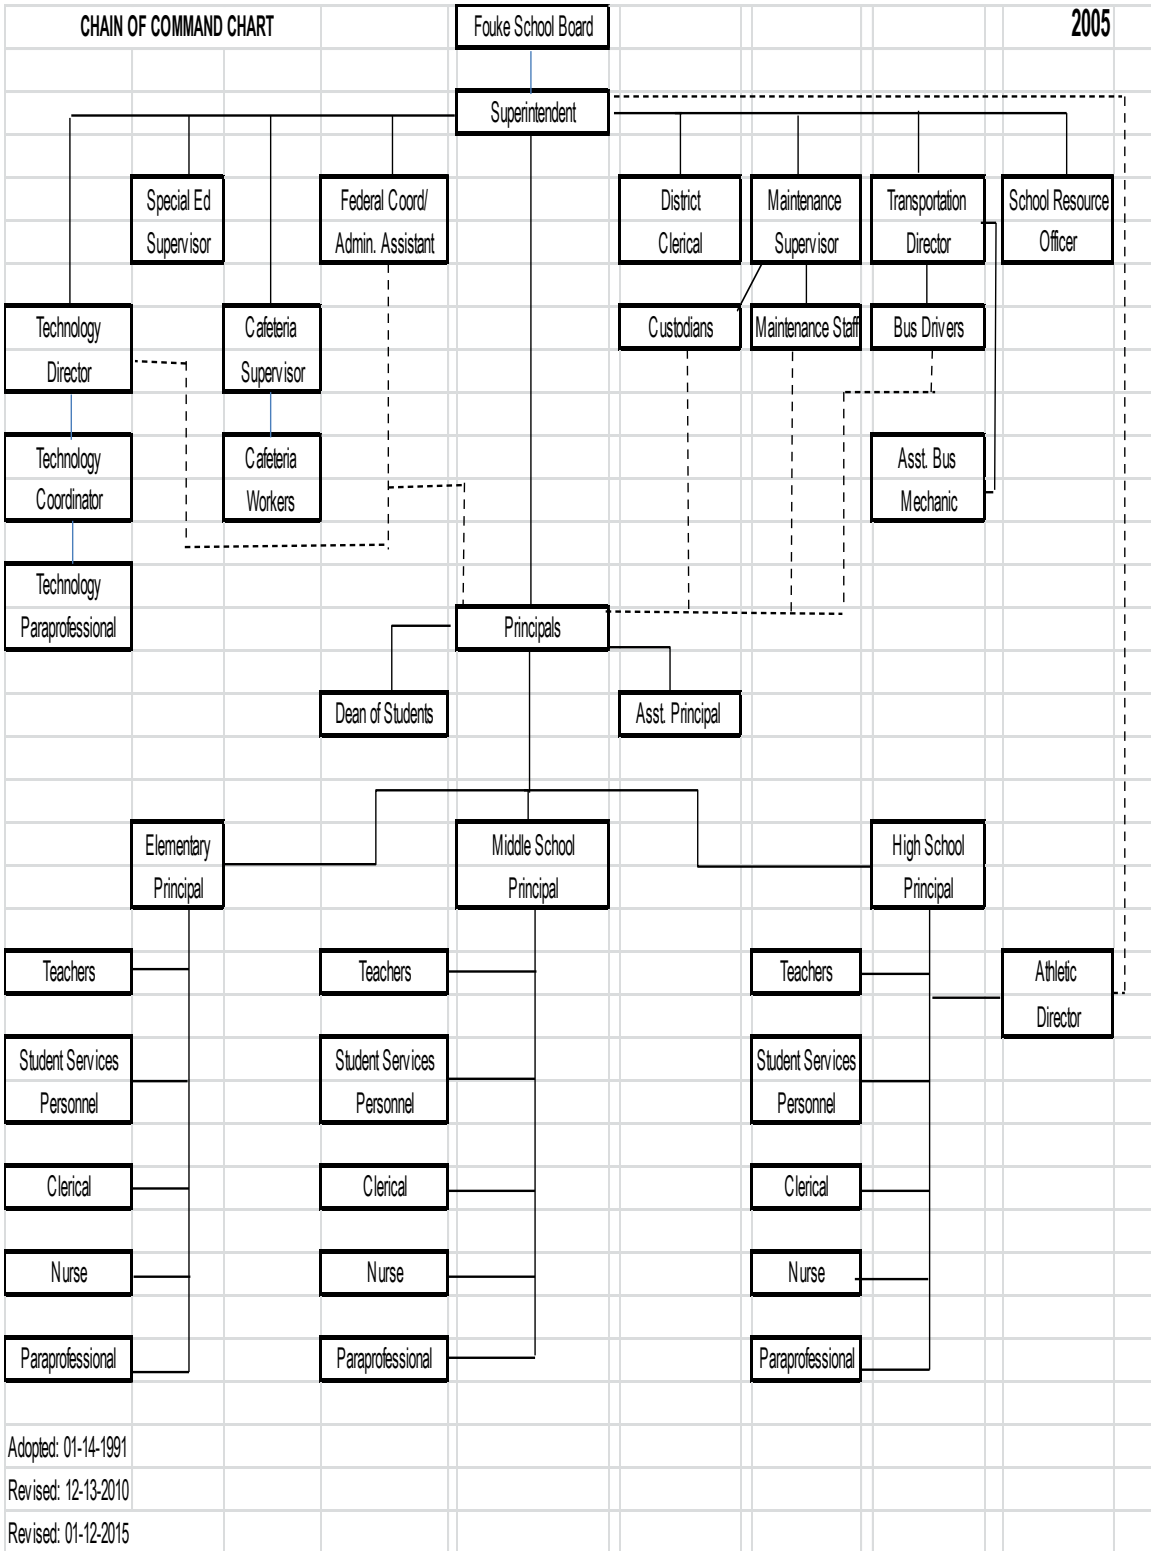 CHAIN OF COMMAND CHART
Fouke School Board
2005
Superintendent
Special Ed
Supervisor
Federal Coord/
Admin. Assistant
District
Clerical
Maintenance
Supervisor
Transportation
Director
School Resource
Officer
Technology
Director
Cafeteria
Supervisor
Custodians
Maintenance Staff
Bus Drivers
Technology
Coordinator
Cafeteria
Workers
Asst. Bus
Mechanic
Technology
Paraprofessional
Principals
Dean of Students
Asst. Principal
Elementary
Principal
Middle School
Principal
High School
Principal
Teachers
Teachers
Teachers
Athletic
Director
Student Services
Personnel
Student Services
Personnel
Student Services
Personnel
Clerical
Clerical
Clerical
Nurse
Nurse
Nurse
Paraprofessional
Paraprofessional
Paraprofessional
Adopted: 01-14-1991
Revised: 12-13-2010
Revised: 01-12-2015